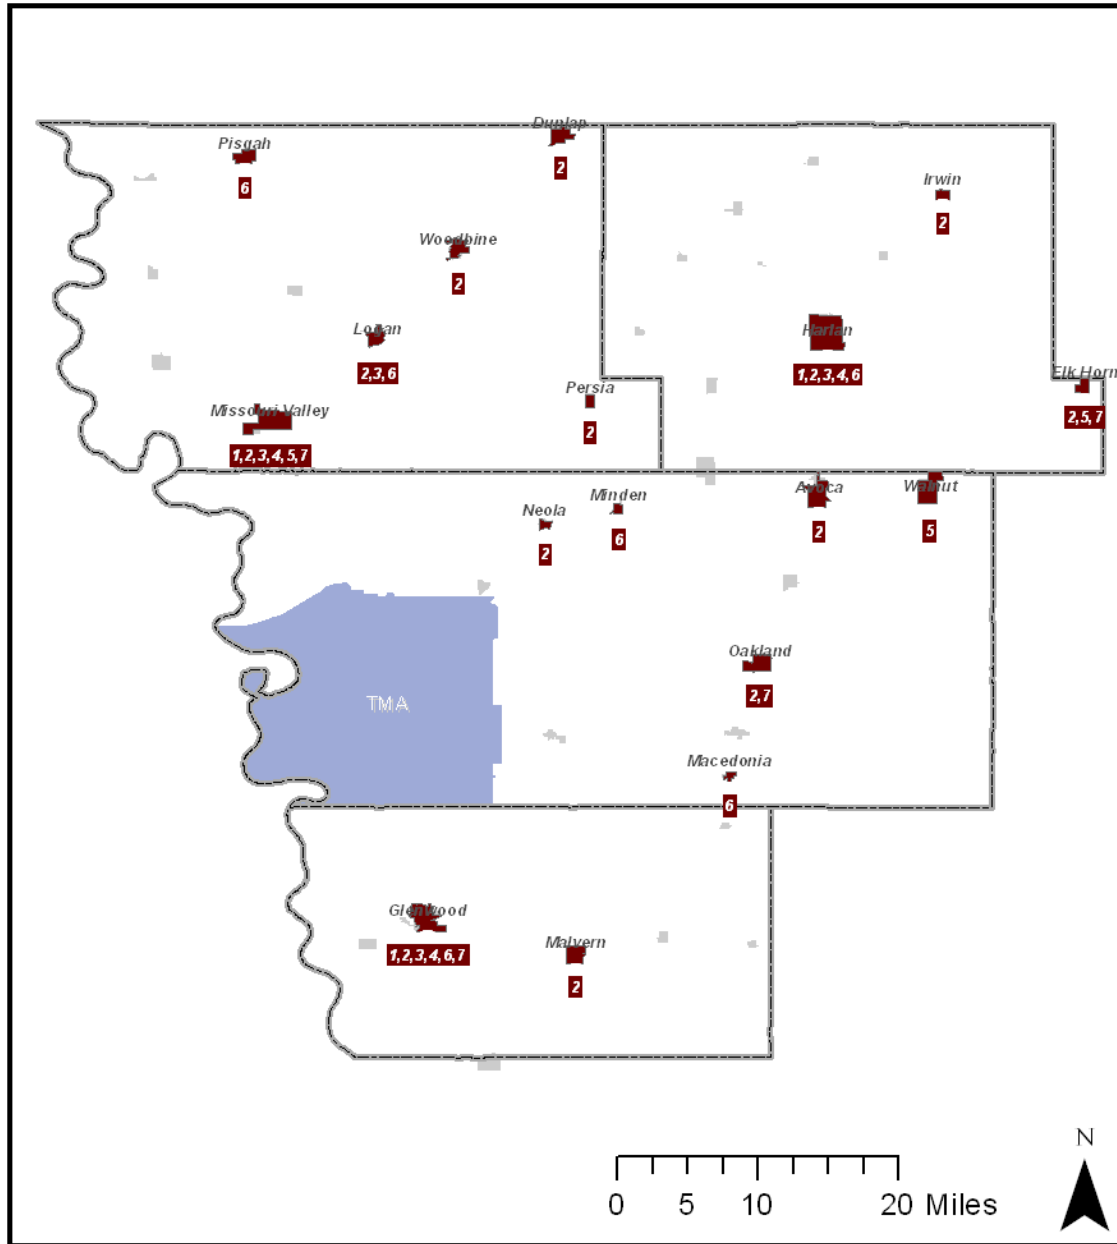 Dunlap
2
Pisgah
6
Irwin
2
Woodbine
2
Logan
2,3,6
Harlan
1,2,3,4,6
Elk Horn
2,5,7
Persia
2
Missouri Valley
1,2,3,4,5,7
Neola
2
Minden
6
Avoca
2
Walnut
5
Oakland
2,7
TMA
Macedonia
6
Glenwood
1,2,3,4,6,7
Malvern
2
N
0 5 10 20 Miles